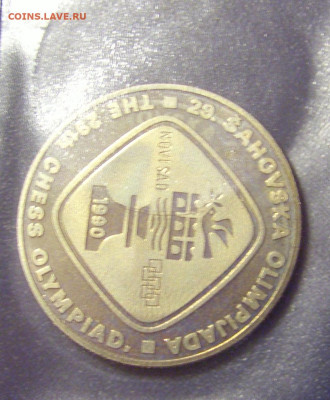 COINS.LAVE.RU
29. ŠAHOVSKA OLIMPIJADA ■ THE 29th CHESS OLYMPIAD, ■
NOVI SAD
1990